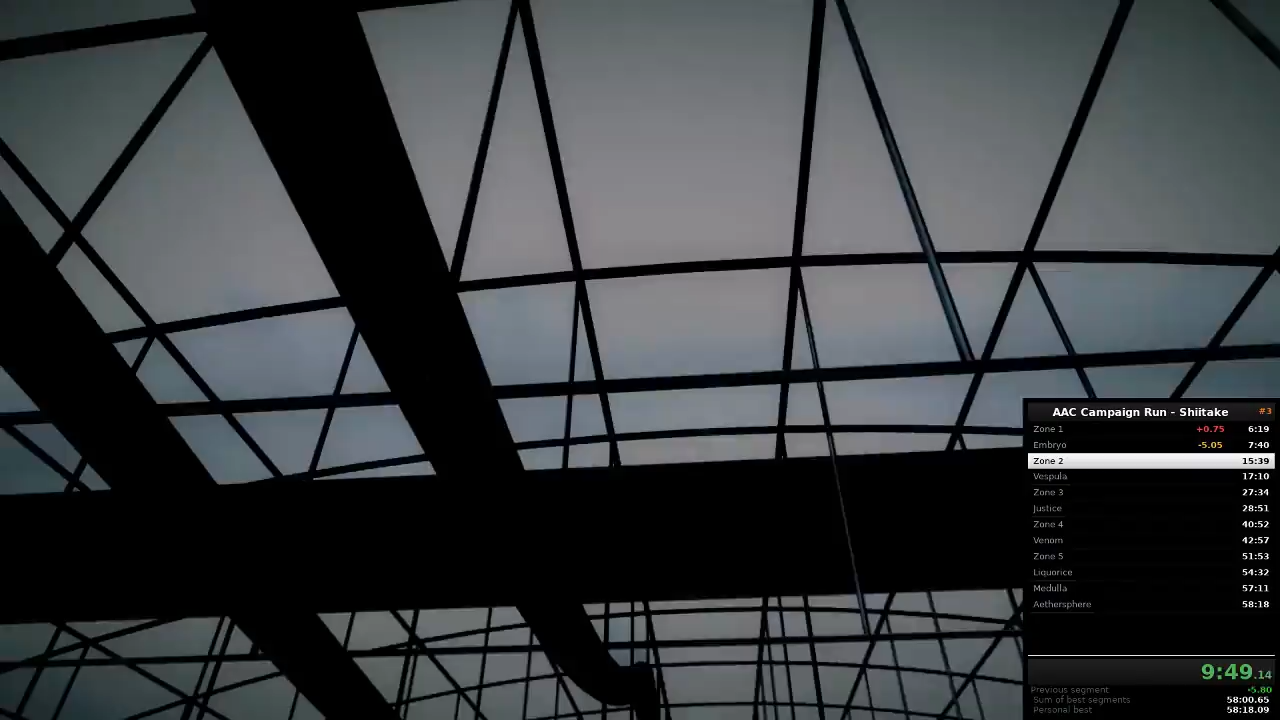 AAC Campaign Run - Shiitake #3
Zone 1 +0.75 6:19
Embryo -5.05 7:40
Zone 2 15:39
Vespula 17:10
Zone 3 27:34
Justice 28:51
Zone 4 40:52
Venom 42:57
Zone 5 51:53
Liquorice 54:32
Medulla 57:11
Aethersphere 58:18
9:49.14
Previous segment -5.80
Sum of best segments 58:00.65
Personal best 58:18.09